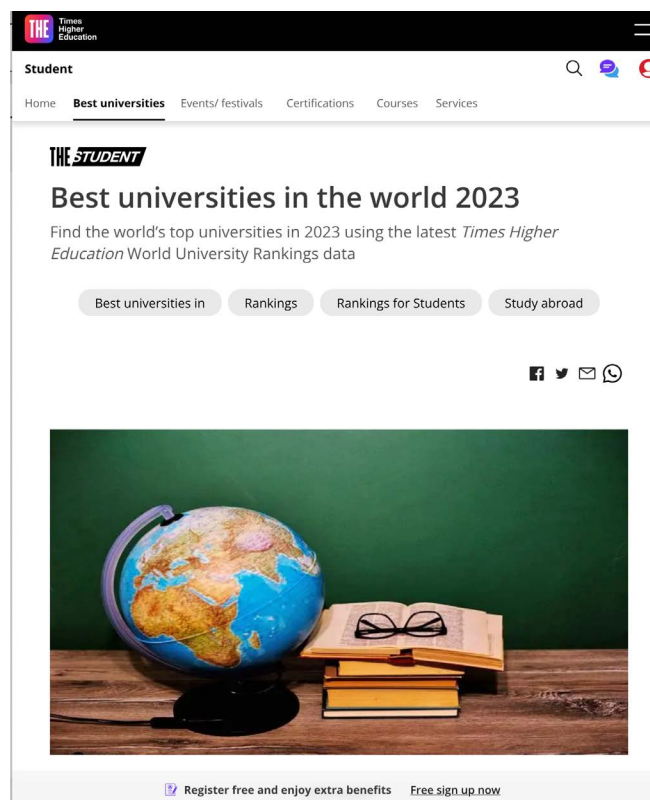 THE Times
Higher
Education
Student
Home Best universities Events/ festivals Certifications Courses Services
THE STUDENT
Best universities in the world 2023
Find the world's top universities in 2023 using the latest Times Higher
Education World University Rankings data
Best universities in Rankings Rankings for Students Study abroad
Register free and enjoy extra benefits Free sign up now